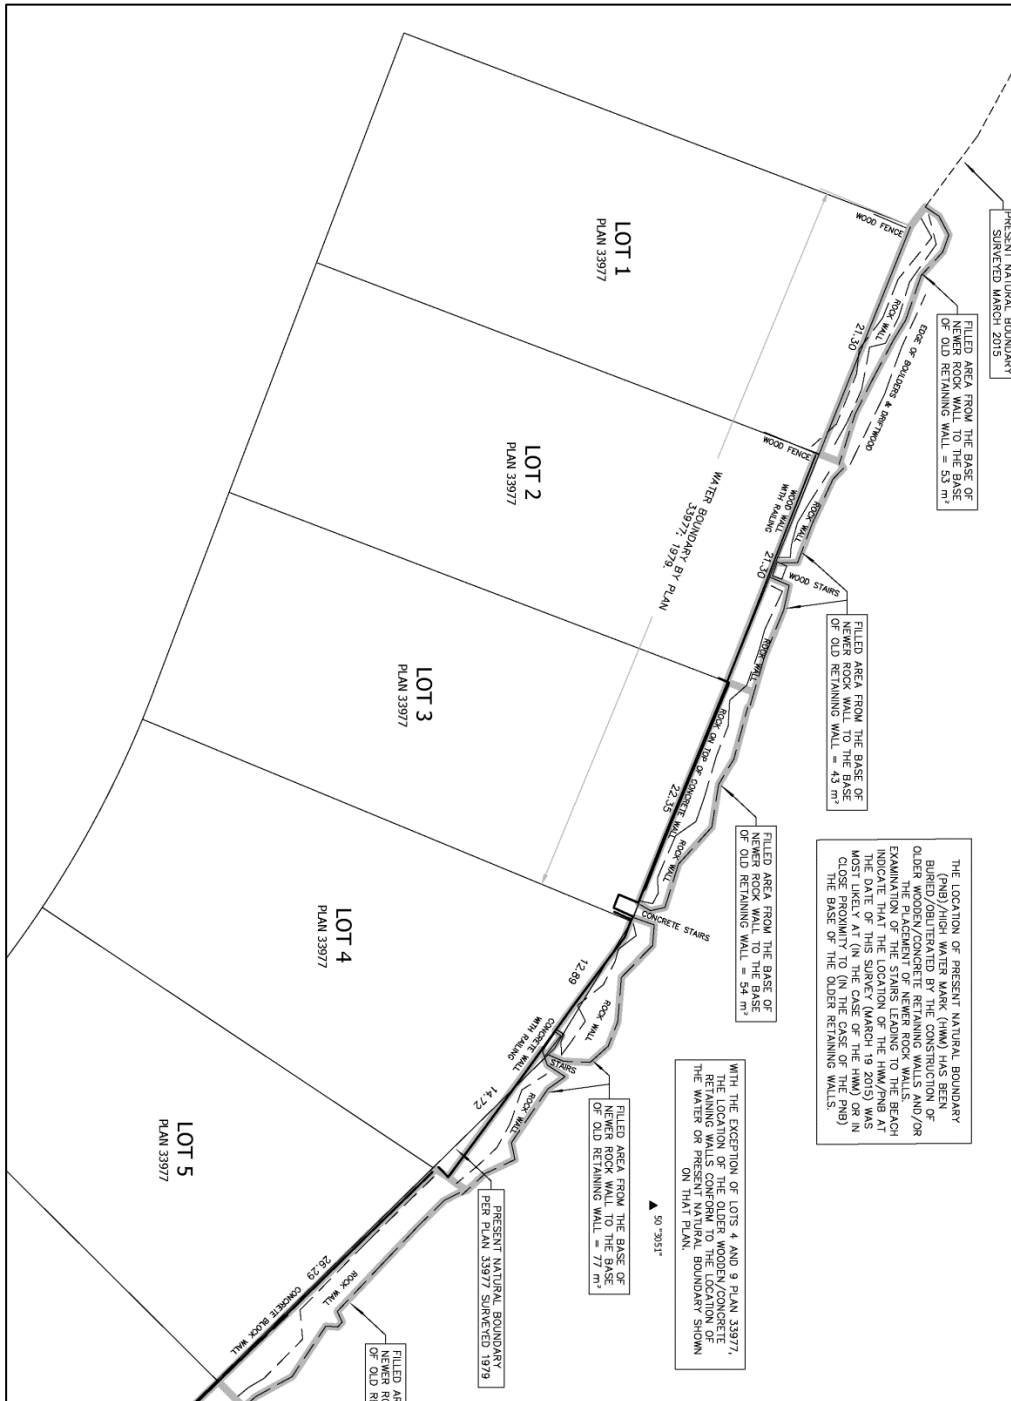 PRESENT NATURAL BOUNDARY
SURVEYED MARCH 2015
WOOD FENCE
ROCK WALL
21.30
EDGE OF BOULDERS & DRIFTWOOD
FILLED AREA FROM THE BASE OF
NEWER ROCK WALL TO THE BASE
OF OLD RETAINING WALL = 53 m²
LOT 1
PLAN 33977
WOOD FENCE
WOOD WALL
WITH RAILING
ROCK WALL
21.30
WOOD STAIRS
ROCK WALL
FILLED AREA FROM THE BASE OF
NEWER ROCK WALL TO THE BASE
OF OLD RETAINING WALL = 43 m²
LOT 2
PLAN 33977
WATER BOUNDARY BY PLAN
33977; 1979.
LOT 3
PLAN 33977
ROCK ON TOP OF CONCRETE WALL
22.35
ROCK WALL
CONCRETE STAIRS
FILLED AREA FROM THE BASE OF
NEWER ROCK WALL TO THE BASE
OF OLD RETAINING WALL = 54 m²
THE LOCATION OF PRESENT NATURAL BOUNDARY
(PNB)/HIGH WATER MARK (HWM) HAS BEEN
BURIED/OBLITERATED BY THE CONSTRUCTION OF
OLDER WOODEN/CONCRETE RETAINING WALLS AND/OR
THE PLACEMENT OF NEWER ROCK WALLS.
EXAMINATION OF THE STAIRS LEADING TO THE BEACH
INDICATE THAT THE LOCATION OF THE HWM/PNB AT
THE DATE OF THIS SURVEY (MARCH 19 2015) WAS
MOST LIKELY AT (IN THE CASE OF THE HWM) OR IN
CLOSE PROXIMITY TO (IN THE CASE OF THE PNB)
THE BASE OF THE OLDER RETAINING WALLS.
LOT 4
PLAN 33977
12.89
ROCK WALL
CONCRETE WALL
WITH RAILING
STAIRS
14.72
ROCK WALL
FILLED AREA FROM THE BASE OF
NEWER ROCK WALL TO THE BASE
OF OLD RETAINING WALL = 77 m²
WITH THE EXCEPTION OF LOTS 4 AND 9 PLAN 33977,
THE LOCATION OF THE OLDER WOODEN/CONCRETE
RETAINING WALLS CONFORM TO THE LOCATION OF
THE WATER OR PRESENT NATURAL BOUNDARY SHOWN
ON THAT PLAN.
50 "3051"
PRESENT NATURAL BOUNDARY
PER PLAN 33977 SURVEYED 1979
LOT 5
PLAN 33977
26.29
ROCK WALL
CONCRETE BLOCK WALL
FILLED AR
NEWER RO
OF OLD RE